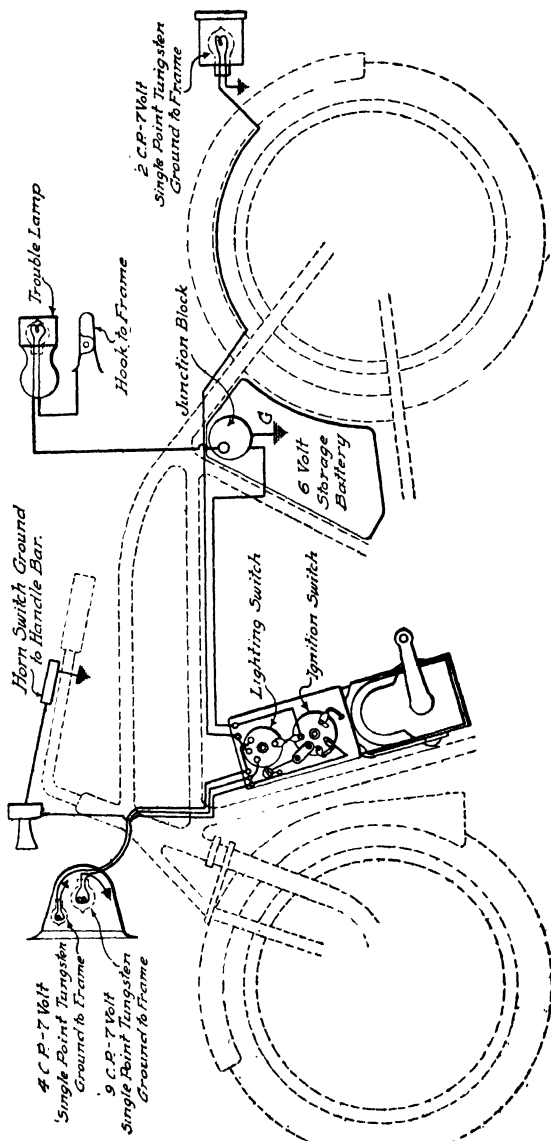 4 C P.-7 Volt
Single Point Tungsten
Ground to Frame
9 C.P.-7 Volt
Single Point Tungsten
Ground to Frame
Horn Switch Ground
to Handle Bar.
Lighting Switch
Ignition Switch
Trouble Lamp
Hook to Frame
Junction Block
G
6 Volt
Storage
Battery
2 C.P.-7 Volt
Single Point Tungsten
Ground to Frame